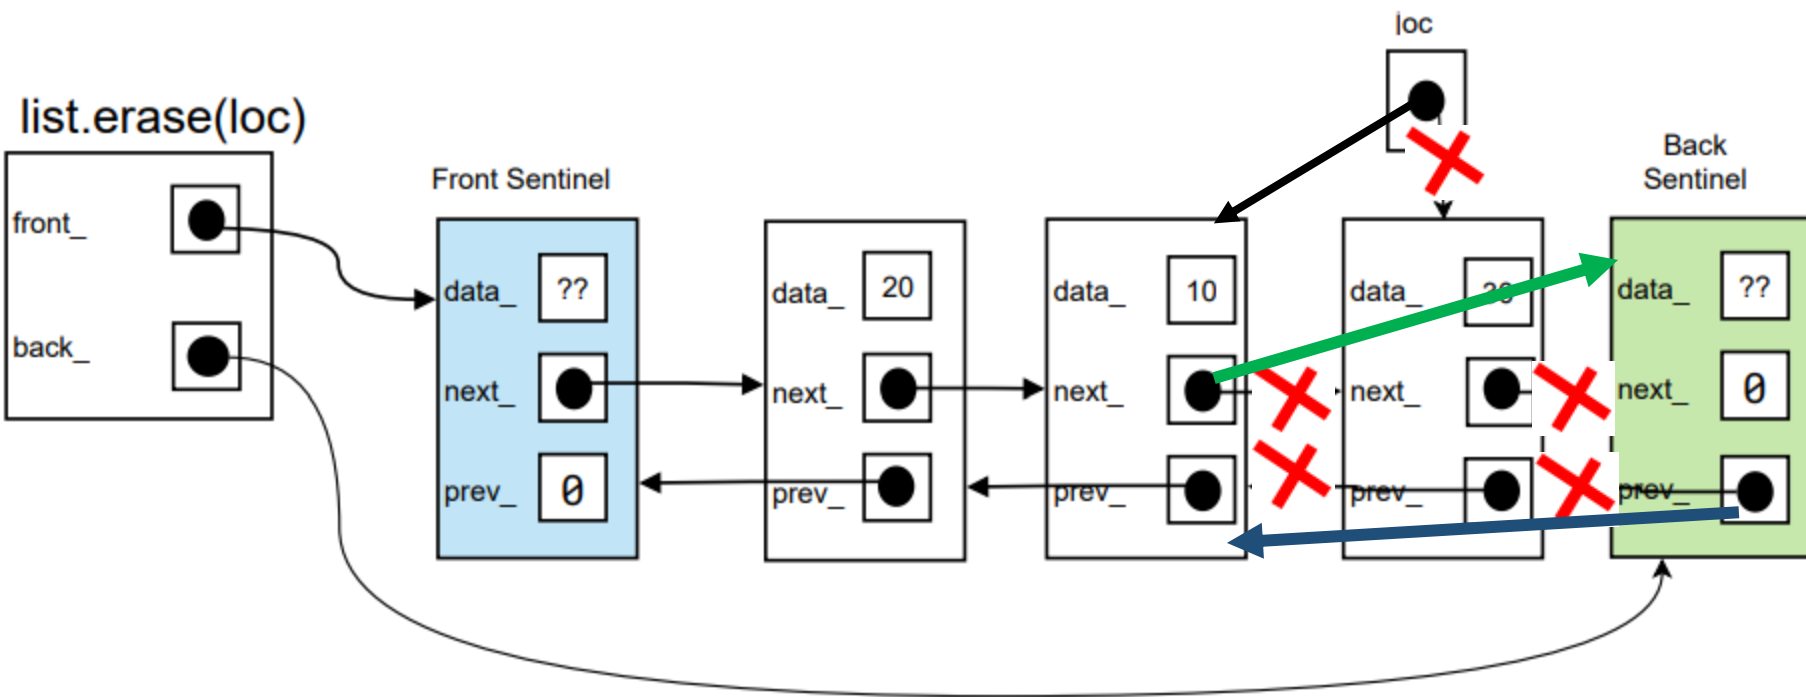 loc
list.erase(loc)
front_
back_
Front Sentinel
data_ ??
next_
prev_ 0
data_ 20
next_
prev_
data_ 10
next_
prev_
data_
next_
prev_
Back
Sentinel
data_ ??
next_ 0
prev_